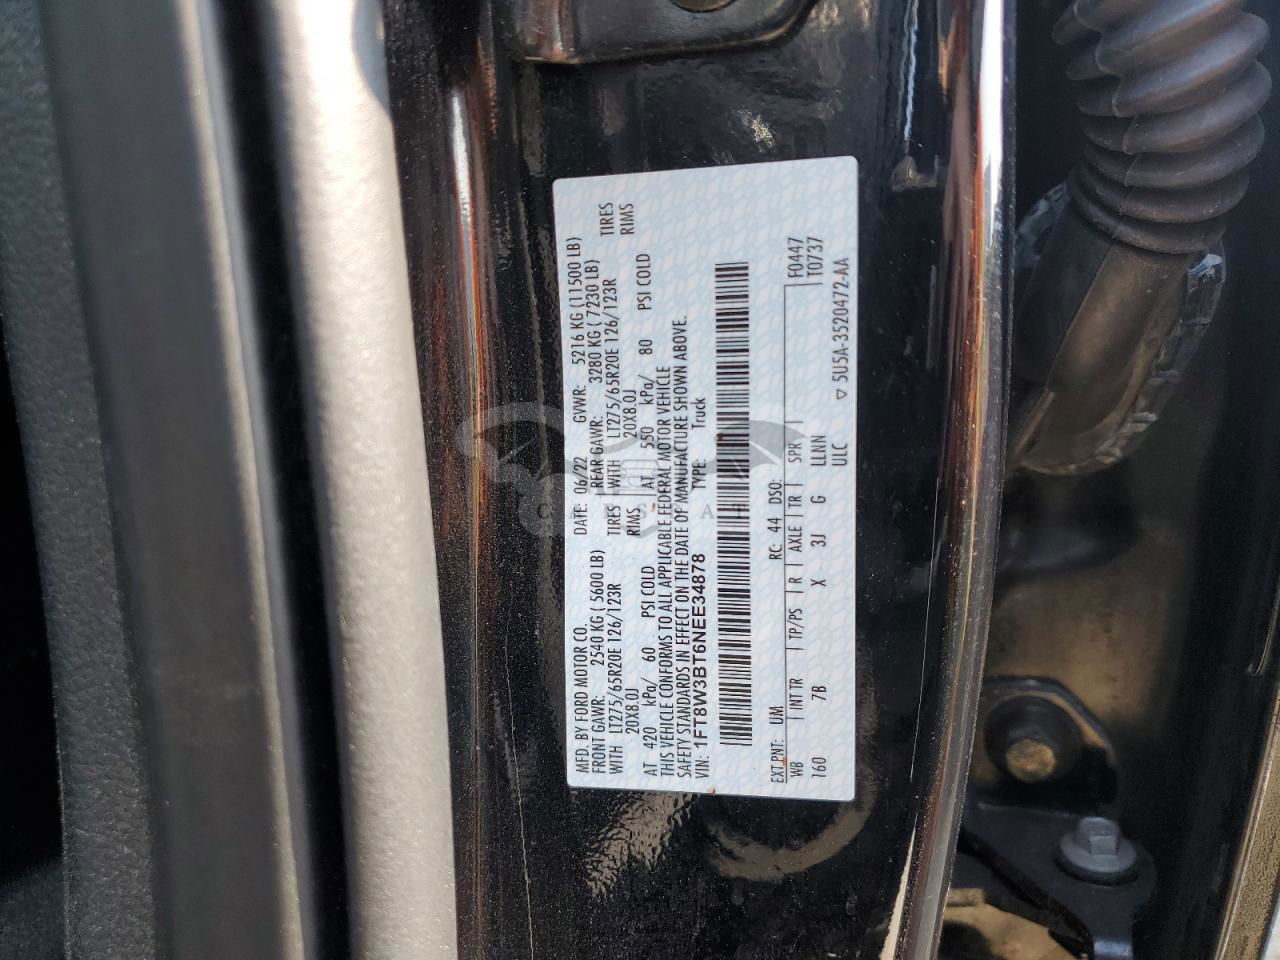 MFD. BY FORD MOTOR CO.
DATE: 06/22 GVWR: 5216 KG (11500 LB)
FRONT GAWR: 2540 KG ( 5600 LB) REAR GAWR: 3280 KG ( 7230 LB) TIRES
WITH LT275/65R20E 126/123R TIRES WITH LT275/65R20E 126/123R RIMS
20X8.0J RIMS 20X8.0J
AT 420 kPa/ 60 PSI COLD AT 550 kPa/ 80 PSI COLD
THIS VEHICLE CONFORMS TO ALL APPLICABLE FEDERAL MOTOR VEHICLE
SAFETY STANDARDS IN EFFECT ON THE DATE OF MANUFACTURE SHOWN ABOVE.
VIN: 1FT8W3BT6NEE34878 TYPE: Truck
EXT PNT: UM RC: 44 DSO: F0447
WB INT TR TP/PS R AXLE TR SPR T0737
160 7B X 3J G LLNN
ULC ▽ 5U5A-3520472-AA